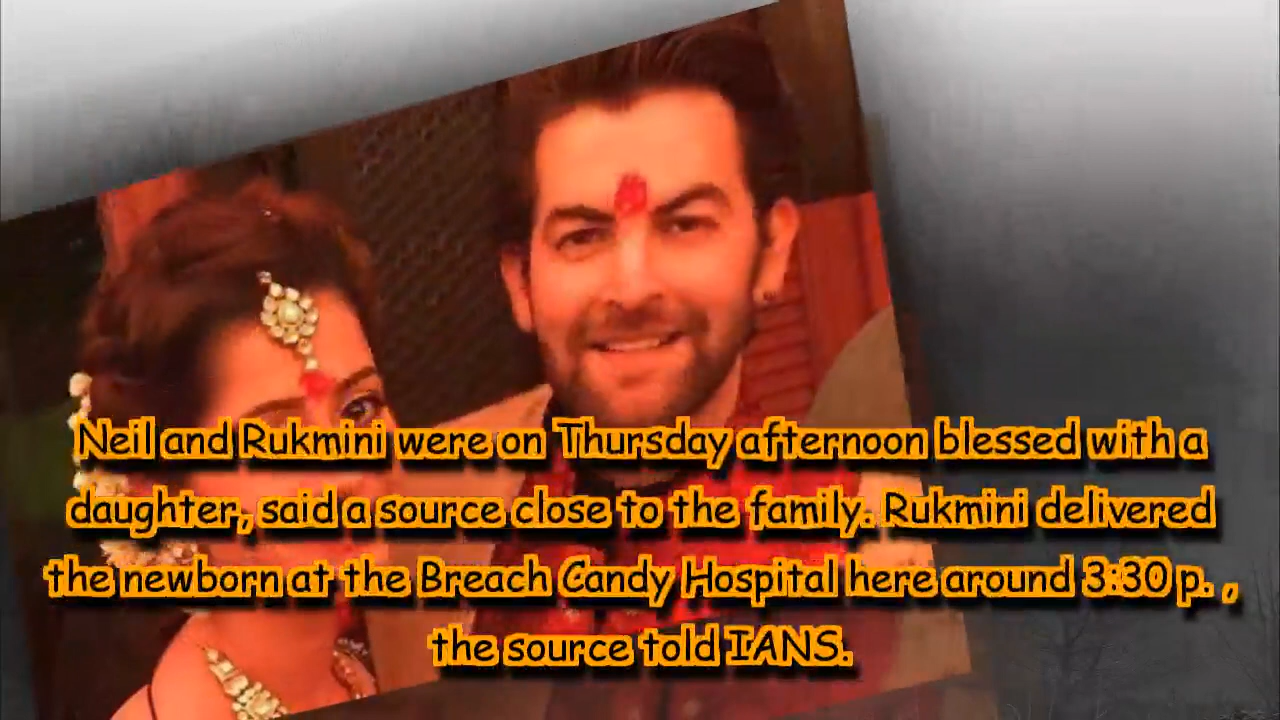 Neil and Rukmini were on Thursday afternoon blessed with a
daughter, said a source close to the family. Rukmini delivered
the newborn at the Breach Candy Hospital here around 3:30 p. ,
the source told IANS.